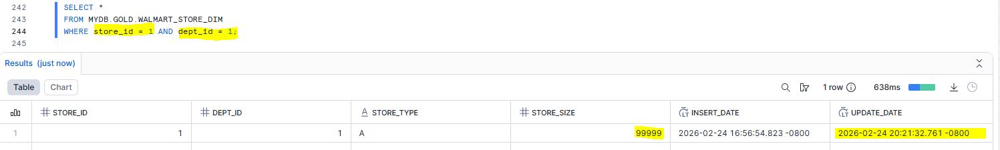 242 SELECT *
243 FROM MYDB.GOLD.WALMART_STORE_DIM
244 WHERE store_id = 1 AND dept_id = 1;
245
Results (just now)
Table Chart 1 row 638ms
STORE_ID DEPT_ID A STORE_TYPE STORE_SIZE LT INSERT_DATE LT UPDATE_DATE
1 1 1 A 99999 2026-02-24 16:56:54.823 -0800 2026-02-24 20:21:32.761 -0800